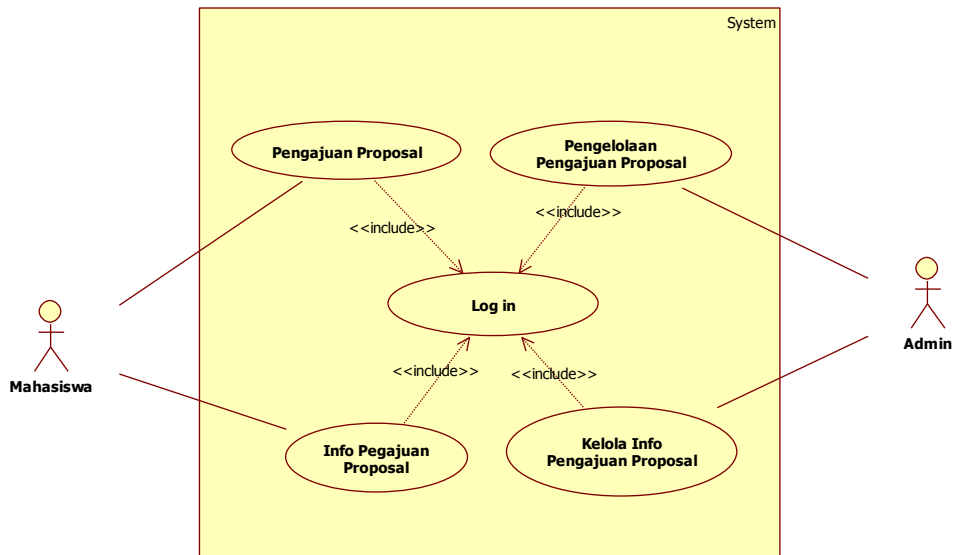 System
Pengajuan Proposal
Pengelolaan
Pengajuan Proposal
<<include>>
<<include>>
Log in
Mahasiswa
Admin
<<include>>
<<include>>
Info Pegajuan
Proposal
Kelola Info
Pengajuan Proposal